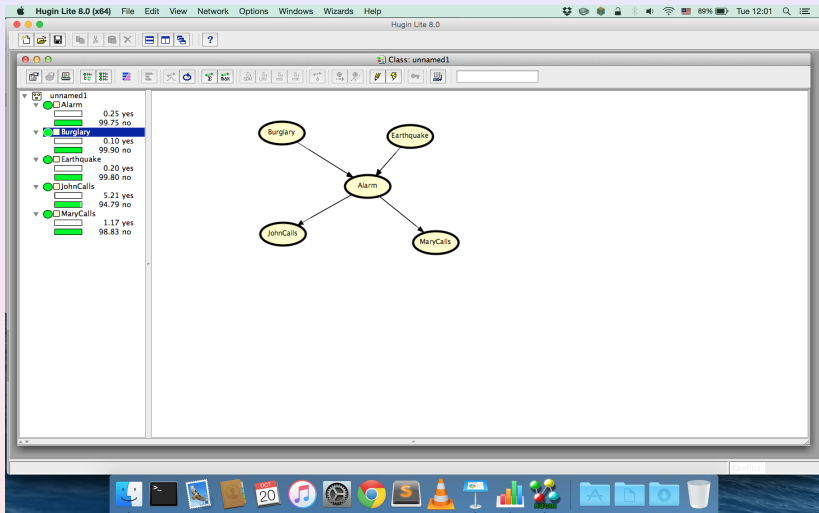 Hugin Lite 8.0 (x64) File Edit View Network Options Windows Wizards Help 89% Tue 12:01
Hugin Lite 8.0
?
Class: unnamed1
unnamed1
Alarm
0.25 yes
99.75 no
Burglary
0.10 yes
99.90 no
Earthquake
0.20 yes
99.80 no
JohnCalls
5.21 yes
94.79 no
MaryCalls
1.17 yes
98.83 no
Burglary
Earthquake
Alarm
JohnCalls
MaryCalls
Conflict
OCT
20
S